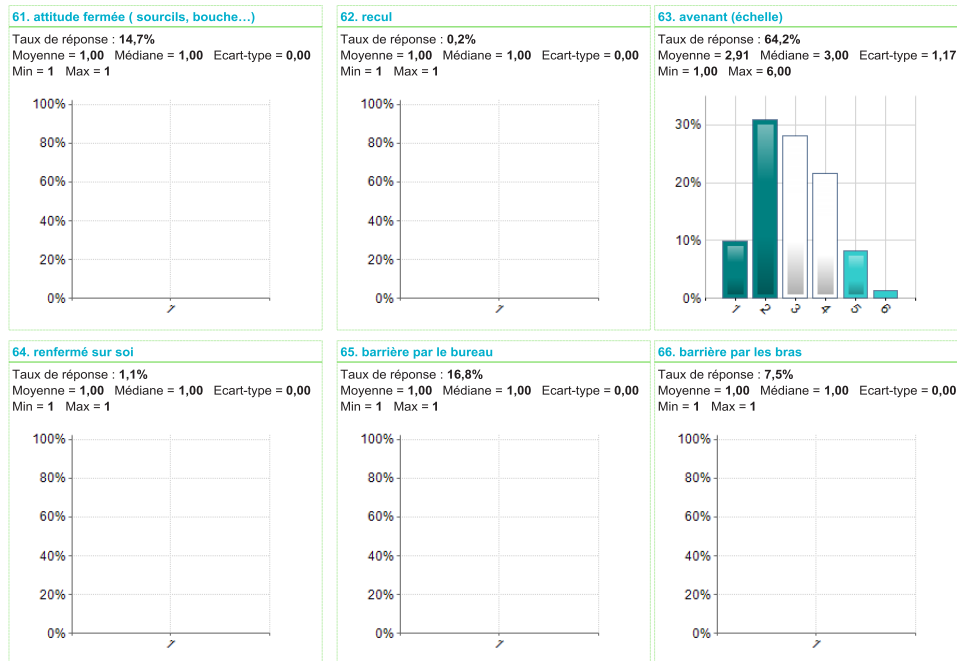 61. attitude fermée ( sourcils, bouche…)
Taux de réponse : 14,7%
Moyenne = 1,00 Médiane = 1,00 Ecart-type = 0,00
Min = 1 Max = 1
100%
80%
60%
40%
20%
0%
1
62. recul
Taux de réponse : 0,2%
Moyenne = 1,00 Médiane = 1,00 Ecart-type = 0,00
Min = 1 Max = 1
100%
80%
60%
40%
20%
0%
1
63. avenant (échelle)
Taux de réponse : 64,2%
Moyenne = 2,91 Médiane = 3,00 Ecart-type = 1,17
Min = 1,00 Max = 6,00
30%
20%
10%
0%
1 2 3 4 5 6
64. renfermé sur soi
Taux de réponse : 1,1%
Moyenne = 1,00 Médiane = 1,00 Ecart-type = 0,00
Min = 1 Max = 1
100%
80%
60%
40%
20%
0%
1
65. barrière par le bureau
Taux de réponse : 16,8%
Moyenne = 1,00 Médiane = 1,00 Ecart-type = 0,00
Min = 1 Max = 1
100%
80%
60%
40%
20%
0%
1
66. barrière par les bras
Taux de réponse : 7,5%
Moyenne = 1,00 Médiane = 1,00 Ecart-type = 0,00
Min = 1 Max = 1
100%
80%
60%
40%
20%
0%
1